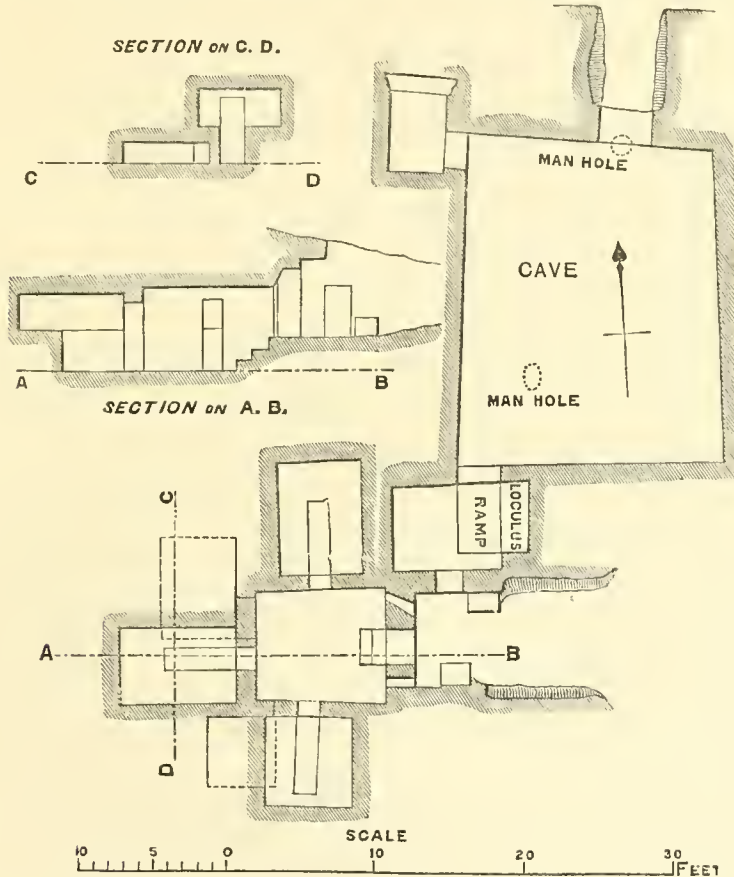 SECTION ON C. D.
C
D
MAN HOLE
CAVE
A
B
SECTION ON A. B.
MAN HOLE
RAMP
LOCULUS
C
A
B
D
SCALE
10 5 0 10 20 30 FEET